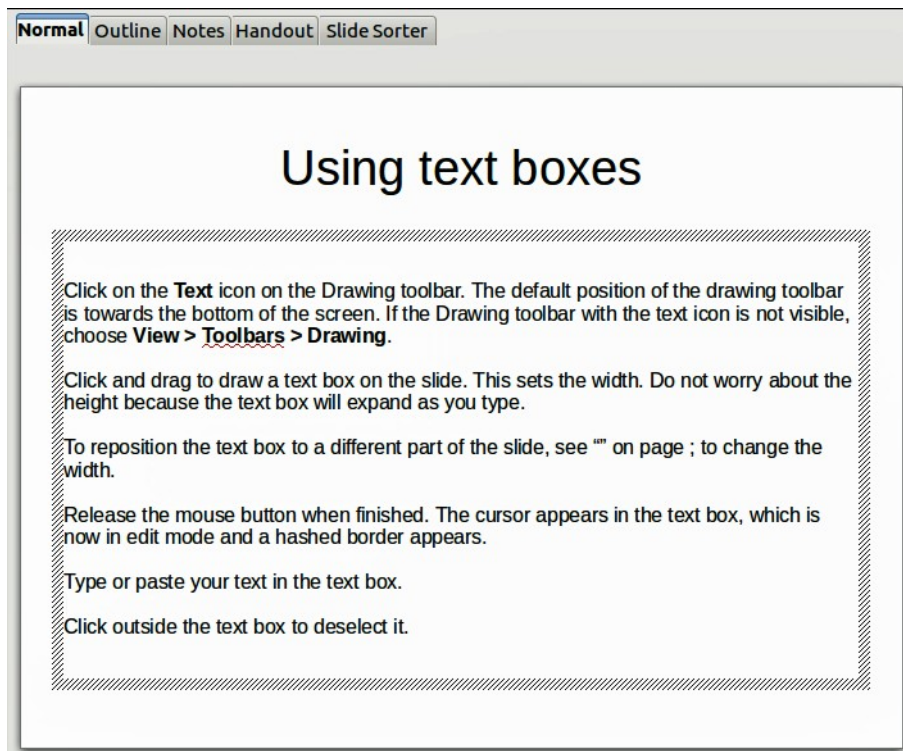 Normal Outline Notes Handout Slide Sorter
Using text boxes
Click on the Text icon on the Drawing toolbar. The default position of the drawing toolbar
is towards the bottom of the screen. If the Drawing toolbar with the text icon is not visible,
choose View > Toolbars > Drawing.
Click and drag to draw a text box on the slide. This sets the width. Do not worry about the
height because the text box will expand as you type.
To reposition the text box to a different part of the slide, see “” on page ; to change the
width.
Release the mouse button when finished. The cursor appears in the text box, which is
now in edit mode and a hashed border appears.
Type or paste your text in the text box.
Click outside the text box to deselect it.